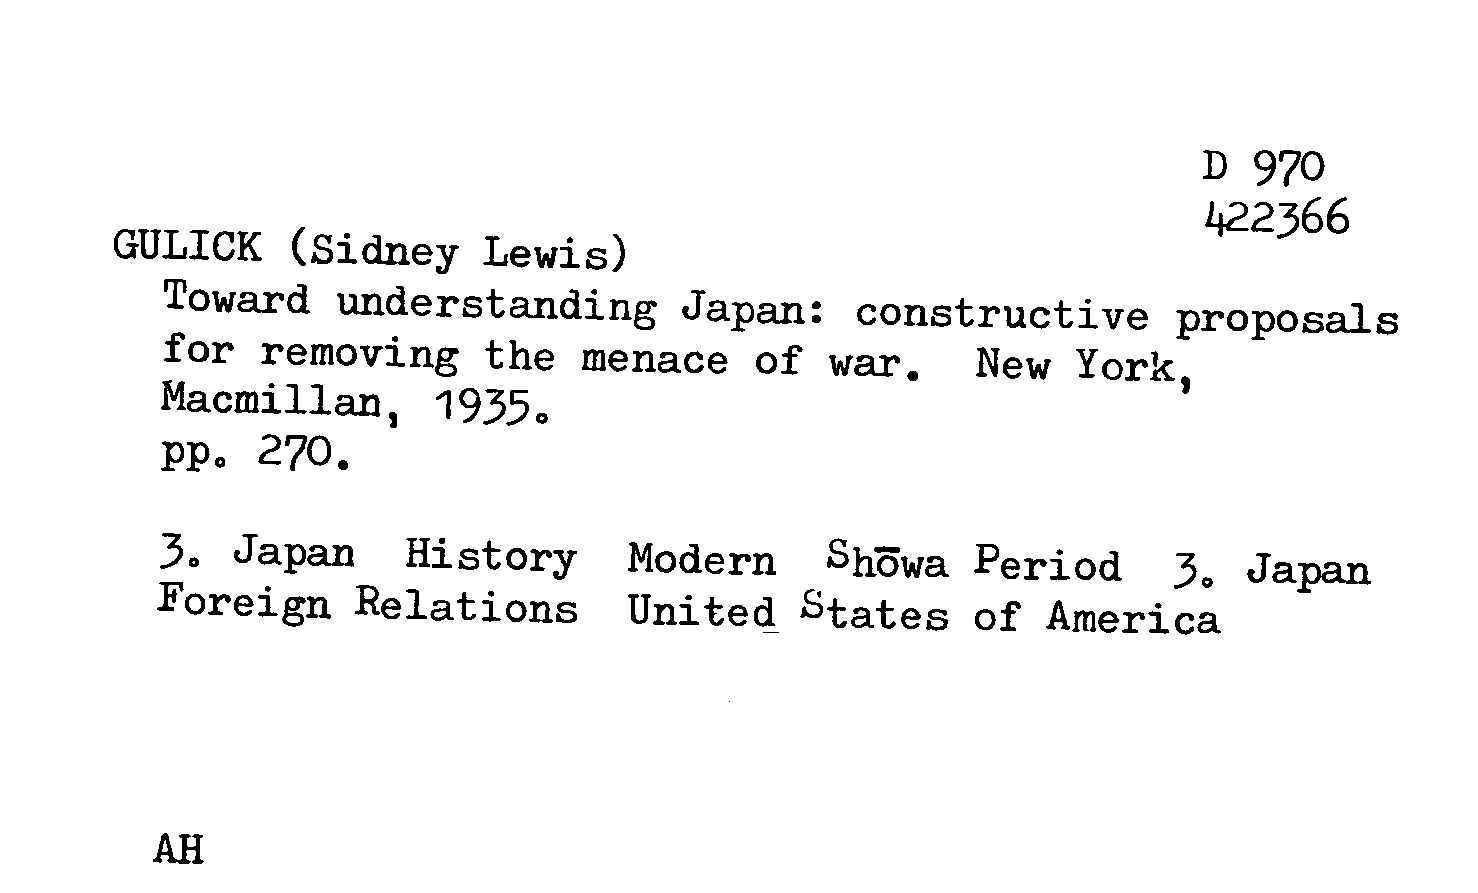 D 970
422366
GULICK (Sidney Lewis)
Toward understanding Japan: constructive proposals
for removing the menace of war. New York,
Macmillan, 1935.
pp. 270.
3. Japan History Modern Shōwa Period 3. Japan
Foreign Relations United States of America
AH